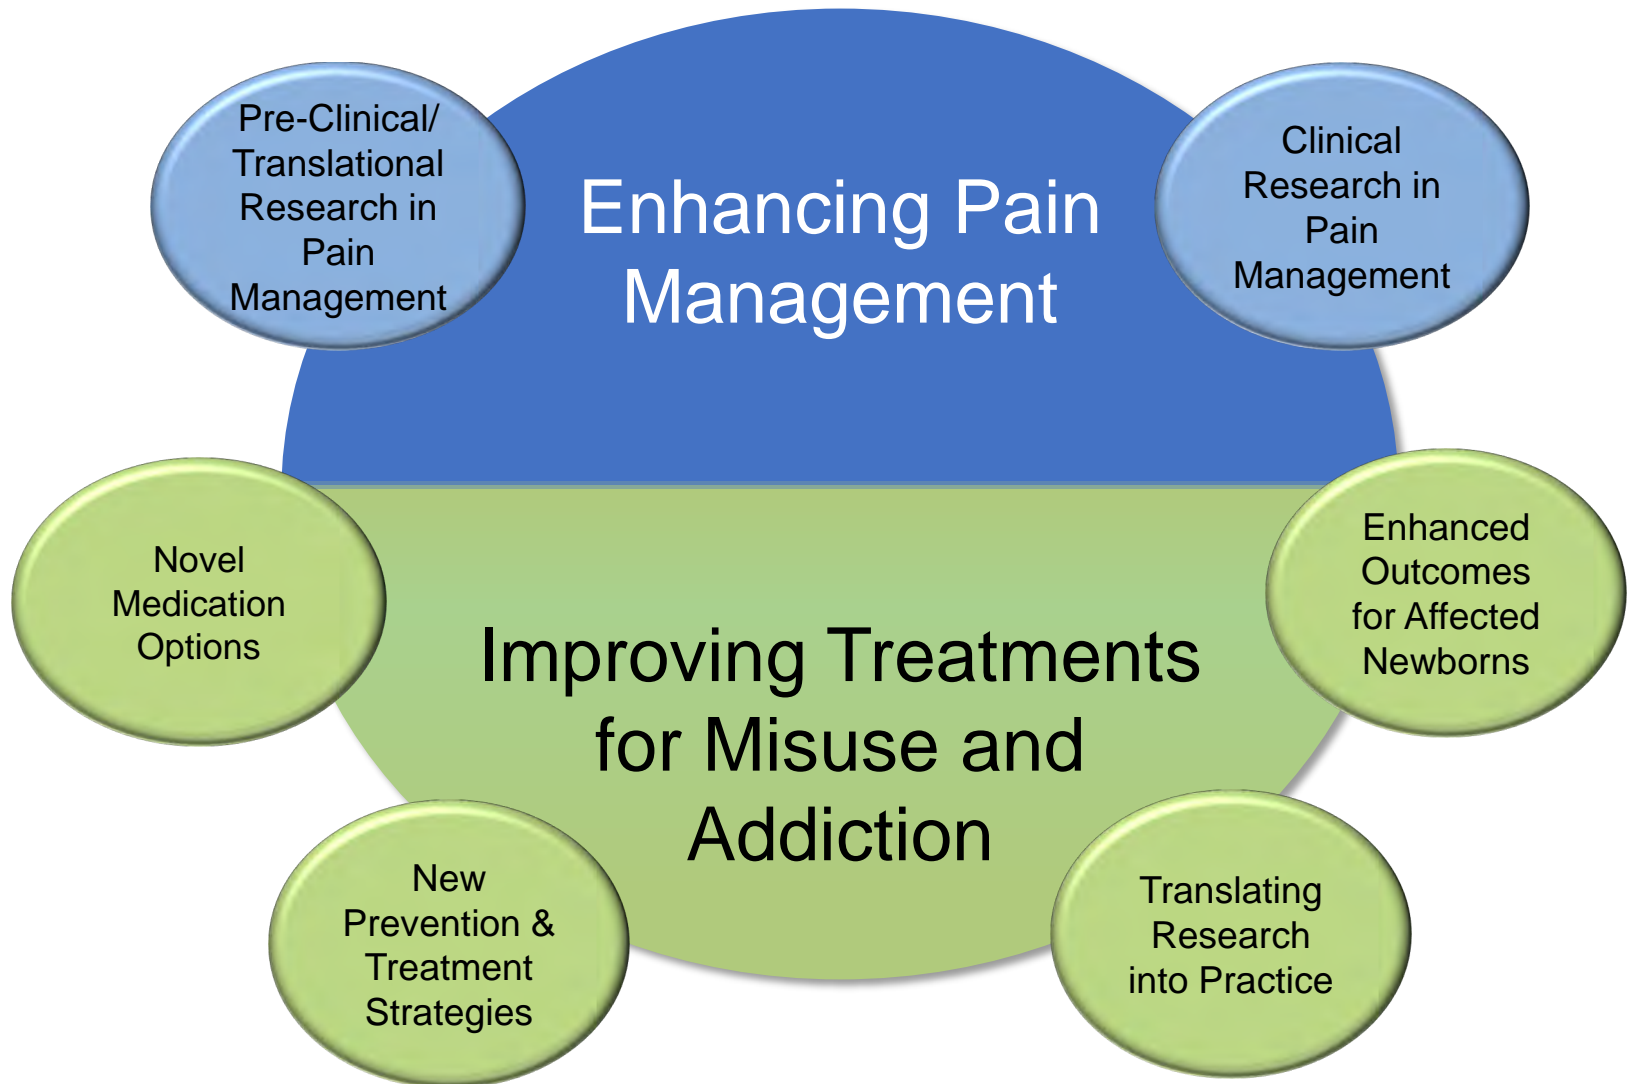 Pre-Clinical/
Translational
Research in
Pain
Management
Enhancing Pain
Management
Clinical
Research in
Pain
Management
Novel
Medication
Options
Improving Treatments
for Misuse and
Addiction
Enhanced
Outcomes
for Affected
Newborns
New
Prevention &
Treatment
Strategies
Translating
Research
into Practice